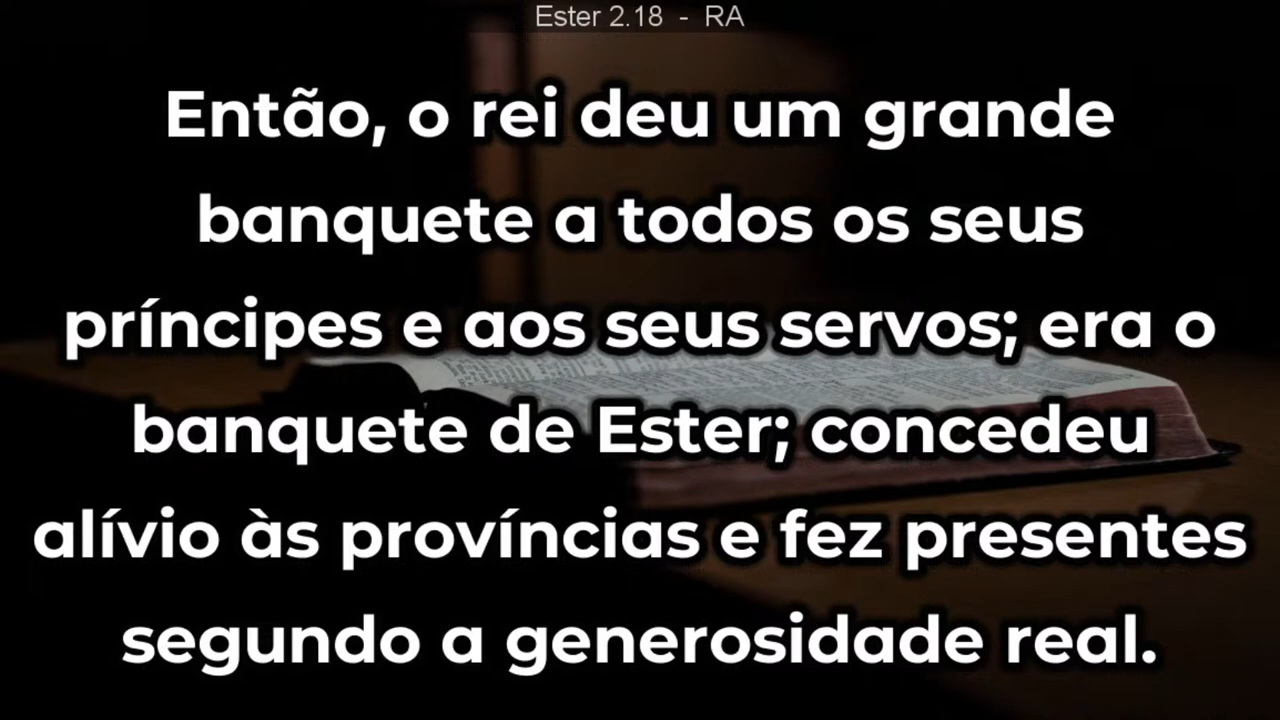 Ester 2.18 - RA
Então, o rei deu um grande
banquete a todos os seus
príncipes e aos seus servos; era o
banquete de Ester; concedeu
alívio às províncias e fez presentes
segundo a generosidade real.